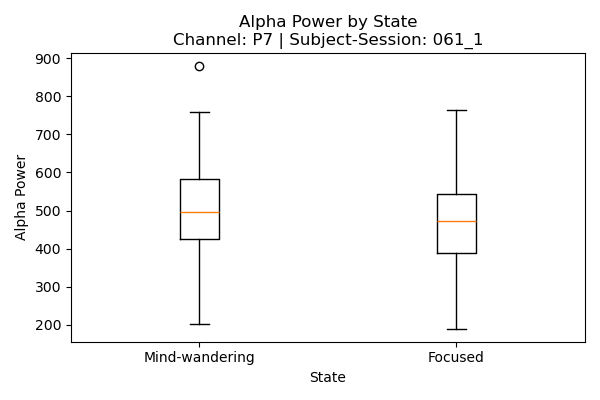 Alpha Power by State
Channel: P7 | Subject-Session: 061_1
Alpha Power
900
800
700
600
500
400
300
200
Mind-wandering
Focused
State